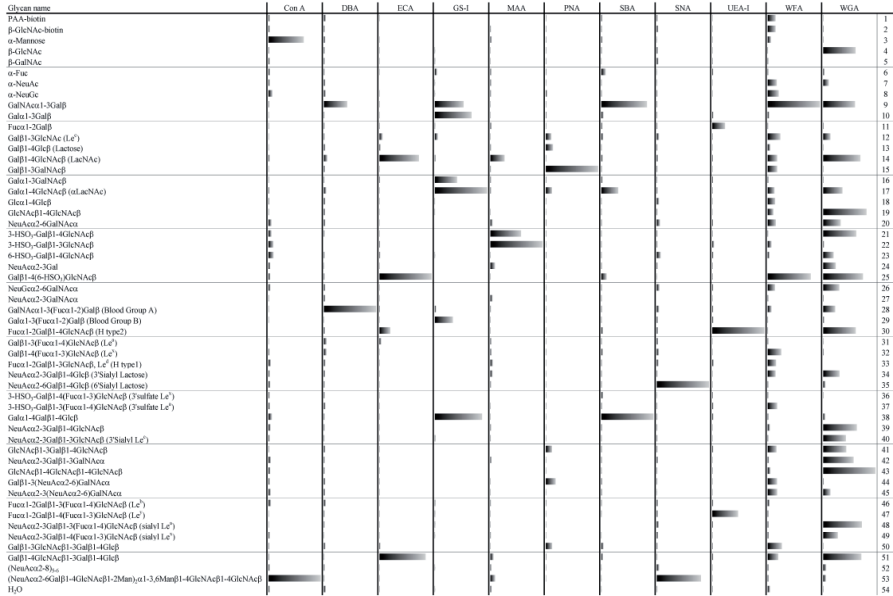 Glycan name Con A DBA ECA GS-I MAA PNA SBA SNA UEA-I WFA WGA
PAA-biotin 1
β-GlcNAc-biotin 2
α-Mannose 3
β-GlcNAc 4
β-GalNAc 5
α-Fuc 6
α-NeuAc 7
α-NeuGc 8
GalNAcα1-3Galβ 9
Galα1-3Galβ 10
Fucα1-2Galβ 11
Galβ1-3GlcNAc (Leᶜ) 12
Galβ1-4Glcβ (Lactose) 13
Galβ1-4GlcNAcβ (LacNAc) 14
Galβ1-3GalNAcβ 15
Galα1-3GalNAcβ 16
Galα1-4GlcNAcβ (αLacNAc) 17
Glcα1-4Glcβ 18
GlcNAcβ1-4GlcNAcβ 19
NeuAcα2-6GalNAcα 20
3-HSO₃-Galβ1-4GlcNAcβ 21
3-HSO₃-Galβ1-3GlcNAcβ 22
6-HSO₃-Galβ1-4GlcNAcβ 23
NeuAcα2-3Gal 24
Galβ1-4(6-HSO₃)GlcNAcβ 25
NeuGcα2-6GalNAcα 26
NeuAcα2-3GalNAcα 27
GalNAcα1-3(Fucα1-2)Galβ (Blood Group A) 28
Galα1-3(Fucα1-2)Galβ (Blood Group B) 29
Fucα1-2Galβ1-4GlcNAcβ (H type2) 30
Galβ1-3(Fucα1-4)GlcNAcβ (Leᵃ) 31
Galβ1-4(Fucα1-3)GlcNAcβ (Leˣ) 32
Fucα1-2Galβ1-3GlcNAcβ, Leᵈ (H type1) 33
NeuAcα2-3Galβ1-4Glcβ (3'Sialyl Lactose) 34
NeuAcα2-6Galβ1-4Glcβ (6'Sialyl Lactose) 35
3-HSO₃-Galβ1-4(Fucα1-3)GlcNAcβ (3'sulfate Leˣ) 36
3-HSO₃-Galβ1-3(Fucα1-4)GlcNAcβ (3'sulfate Leᵃ) 37
Galα1-4Galβ1-4Glcβ 38
NeuAcα2-3Galβ1-4GlcNAcβ 39
NeuAcα2-3Galβ1-3GlcNAcβ (3'Sialyl Leᶜ) 40
GlcNAcβ1-3Galβ1-4GlcNAcβ 41
NeuAcα2-3Galβ1-3GalNAcα 42
GlcNAcβ1-4GlcNAcβ1-4GlcNAcβ 43
Galβ1-3(NeuAcα2-6)GalNAcα 44
NeuAcα2-3(NeuAcα2-6)GalNAcα 45
Fucα1-2Galβ1-3(Fucα1-4)GlcNAcβ (Leᵇ) 46
Fucα1-2Galβ1-4(Fucα1-3)GlcNAcβ (Leʸ) 47
NeuAcα2-3Galβ1-3(Fucα1-4)GlcNAcβ (sialyl Leᵃ) 48
NeuAcα2-3Galβ1-4(Fucα1-3)GlcNAcβ (sialyl Leˣ) 49
Galβ1-3GlcNAcβ1-3Galβ1-4Glcβ 50
Galβ1-4GlcNAcβ1-3Galβ1-4Glcβ 51
(NeuAcα2-8)₅₋₆ 52
(NeuAcα2-6Galβ1-4GlcNAcβ1-2Man)₂α1-3,6Manβ1-4GlcNAcβ1-4GlcNAcβ 53
H₂O 54